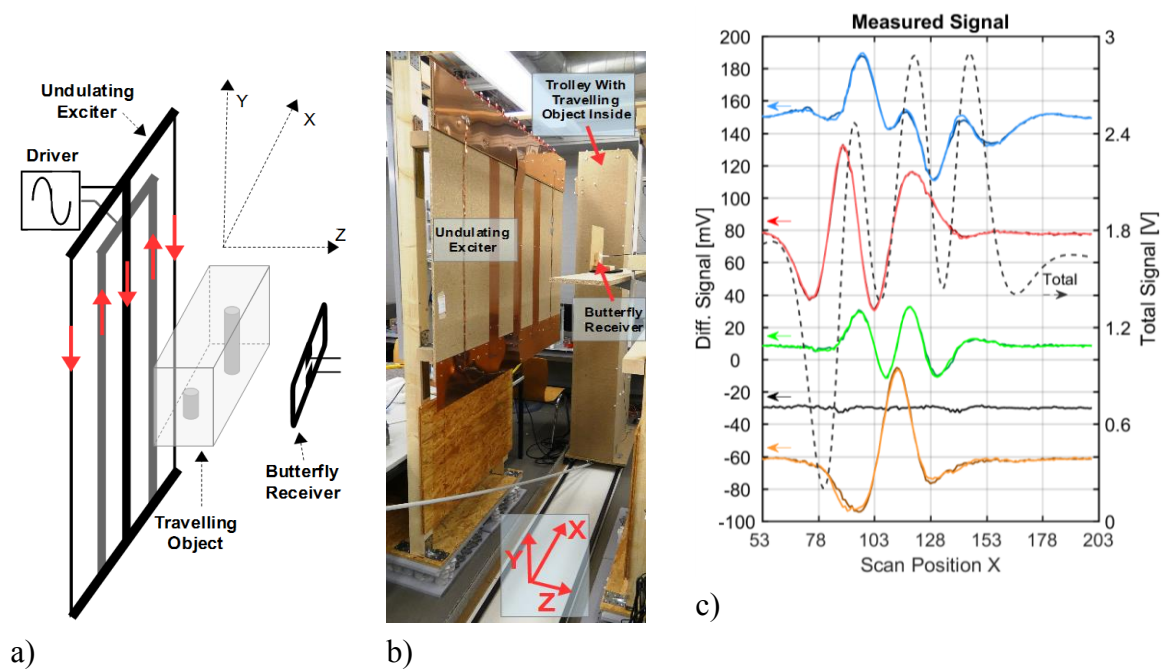 Undulating
Exciter
Driver
Y
X
Z
Butterfly
Receiver
Travelling
Object
a)
Trolley With
Travelling
Object Inside
Undulating
Exciter
Butterfly
Receiver
Y
X
Z
b)
Measured Signal
Diff. Signal [mV]
200
180
160
140
120
100
80
60
40
20
0
-20
-40
-60
-80
-100
3
2.4
1.8
1.2
0.6
0
Total Signal [V]
Total
53 78 103 128 153 178 203
Scan Position X
c)